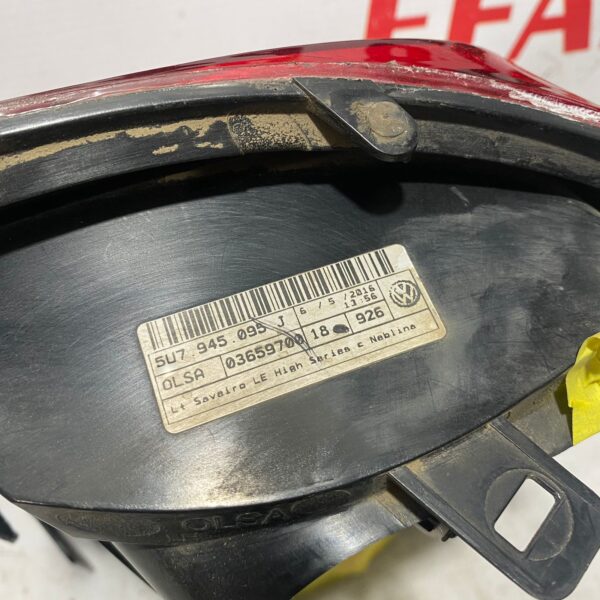 EFA
6 / 5 /2016
13:56
5U7 945 095 J
OLSA 03659700 18 926
Lt Saveiro LE High Series c Neblina
OLSA